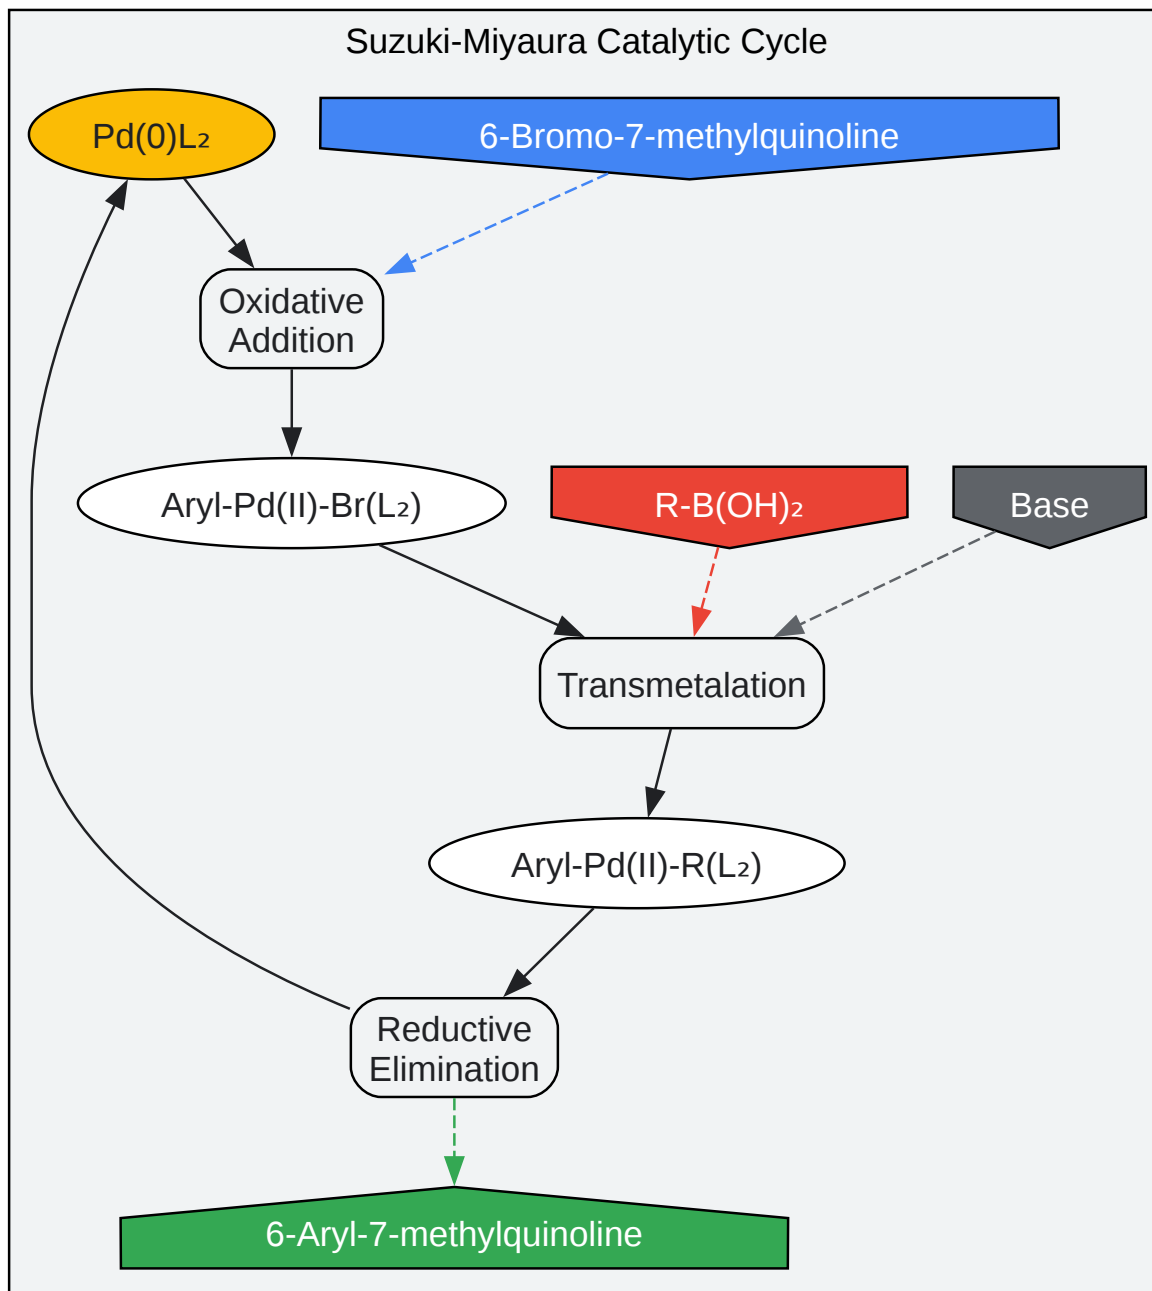 Suzuki-Miyaura Catalytic Cycle
Pd(0)L₂
6-Bromo-7-methylquinoline
Oxidative
Addition
Aryl-Pd(II)-Br(L₂)
R-B(OH)₂
Base
Transmetalation
Aryl-Pd(II)-R(L₂)
Reductive
Elimination
6-Aryl-7-methylquinoline